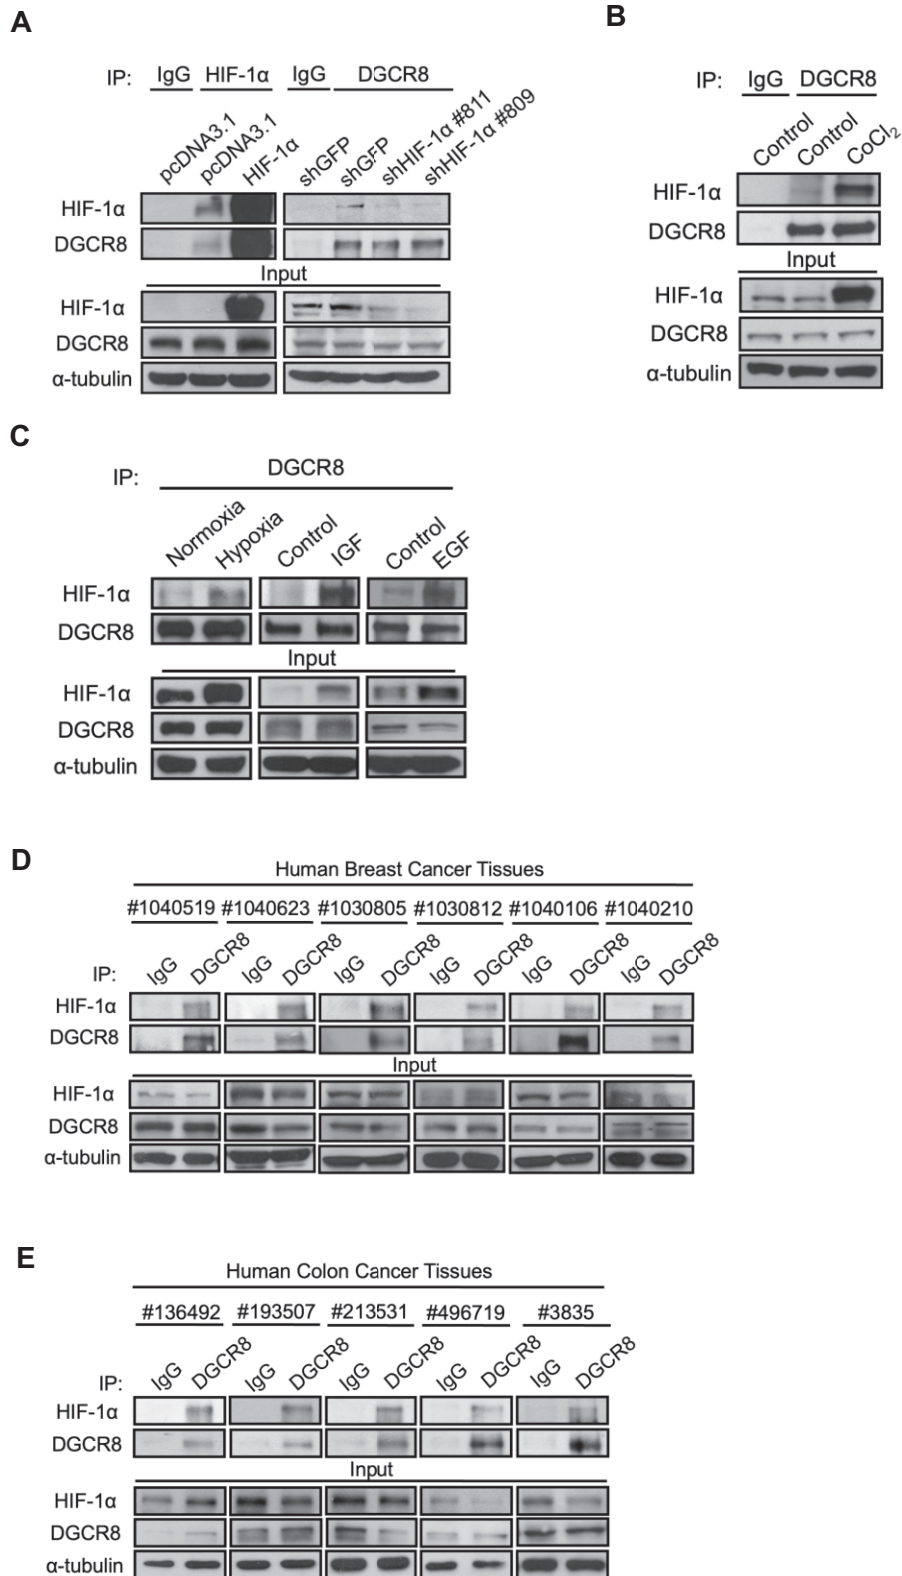 A
IP: IgG HIF-1α IgG DGCR8
pcDNA3.1 pcDNA3.1 HIF-1α shGFP shGFP shHIF-1α #811 shHIF-1α #809
HIF-1α
DGCR8
Input
HIF-1α
DGCR8
α-tubulin
B
IP: IgG DGCR8
Control Control CoCl₂
HIF-1α
DGCR8
Input
HIF-1α
DGCR8
α-tubulin
C
IP: DGCR8
Normoxia Hypoxia Control IGF Control EGF
HIF-1α
DGCR8
Input
HIF-1α
DGCR8
α-tubulin
D
Human Breast Cancer Tissues
#1040519 #1040623 #1030805 #1030812 #1040106 #1040210
IP: IgG DGCR8 IgG DGCR8 IgG DGCR8 IgG DGCR8 IgG DGCR8 IgG DGCR8
HIF-1α
DGCR8
Input
HIF-1α
DGCR8
α-tubulin
E
Human Colon Cancer Tissues
#136492 #193507 #213531 #496719 #3835
IP: IgG DGCR8 IgG DGCR8 IgG DGCR8 IgG DGCR8 IgG DGCR8
HIF-1α
DGCR8
Input
HIF-1α
DGCR8
α-tubulin